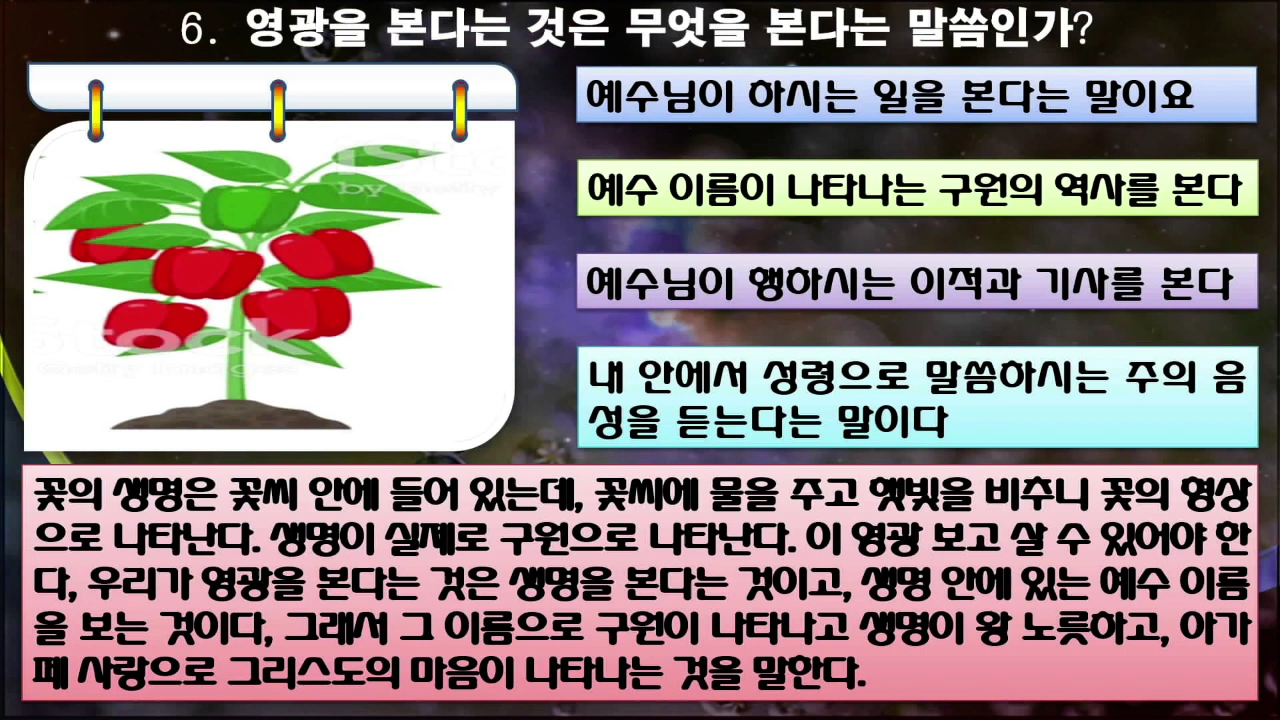 6. 영광을 본다는 것은 무엇을 본다는 말씀인가?
예수님이 하시는 일을 본다는 말이요
예수 이름이 나타나는 구원의 역사를 본다
예수님이 행하시는 이적과 기사를 본다
내 안에서 성령으로 말씀하시는 주의 음
성을 듣는다는 말이다
꽃의 생명은 꽃씨 안에 들어 있는데, 꽃씨에 물을 주고 햇빛을 비추니 꽃의 형상
으로 나타난다. 생명이 실제로 구원으로 나타난다. 이 영광 보고 살 수 있어야 한
다, 우리가 영광을 본다는 것은 생명을 본다는 것이고, 생명 안에 있는 예수 이름
을 보는 것이다, 그래서 그 이름으로 구원이 나타나고 생명이 왕 노릇하고, 아가
페 사랑으로 그리스도의 마음이 나타나는 것을 말한다.